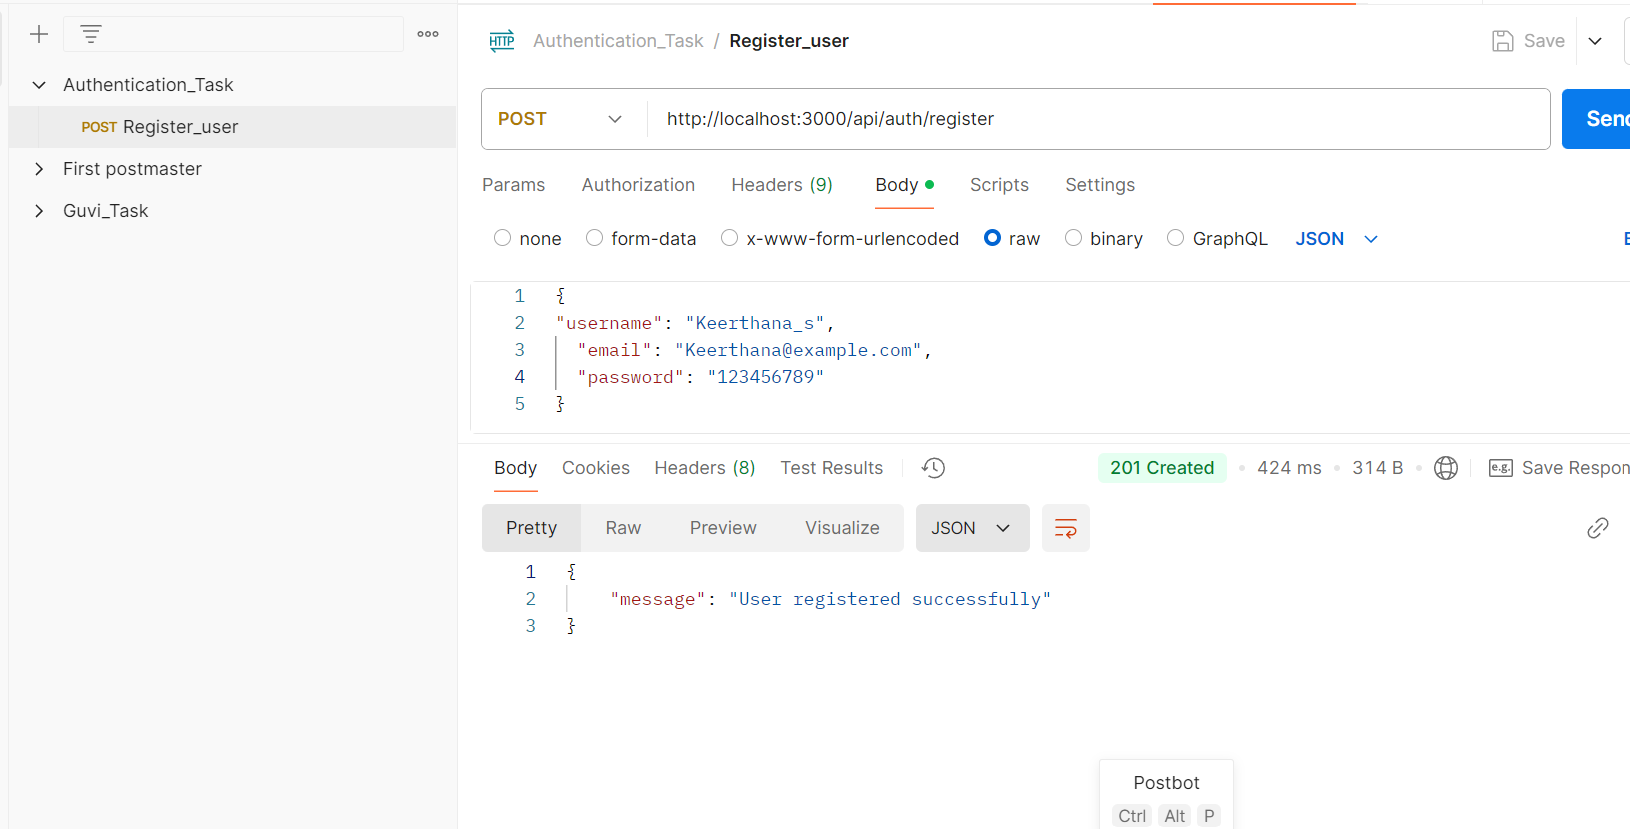 Authentication_Task
POST Register_user
First postmaster
Guvi_Task
HTTP Authentication_Task / Register_user
Save
POST http://localhost:3000/api/auth/register
Send
Params Authorization Headers (9) Body Scripts Settings
none form-data x-www-form-urlencoded raw binary GraphQL JSON
1 {
2 "username": "Keerthana_s",
3 "email": "Keerthana@example.com",
4 "password": "123456789"
5 }
Body Cookies Headers (8) Test Results 201 Created 424 ms 314 B e.g. Save Respon
Pretty Raw Preview Visualize JSON
1 {
2 "message": "User registered successfully"
3 }
Postbot
Ctrl Alt P